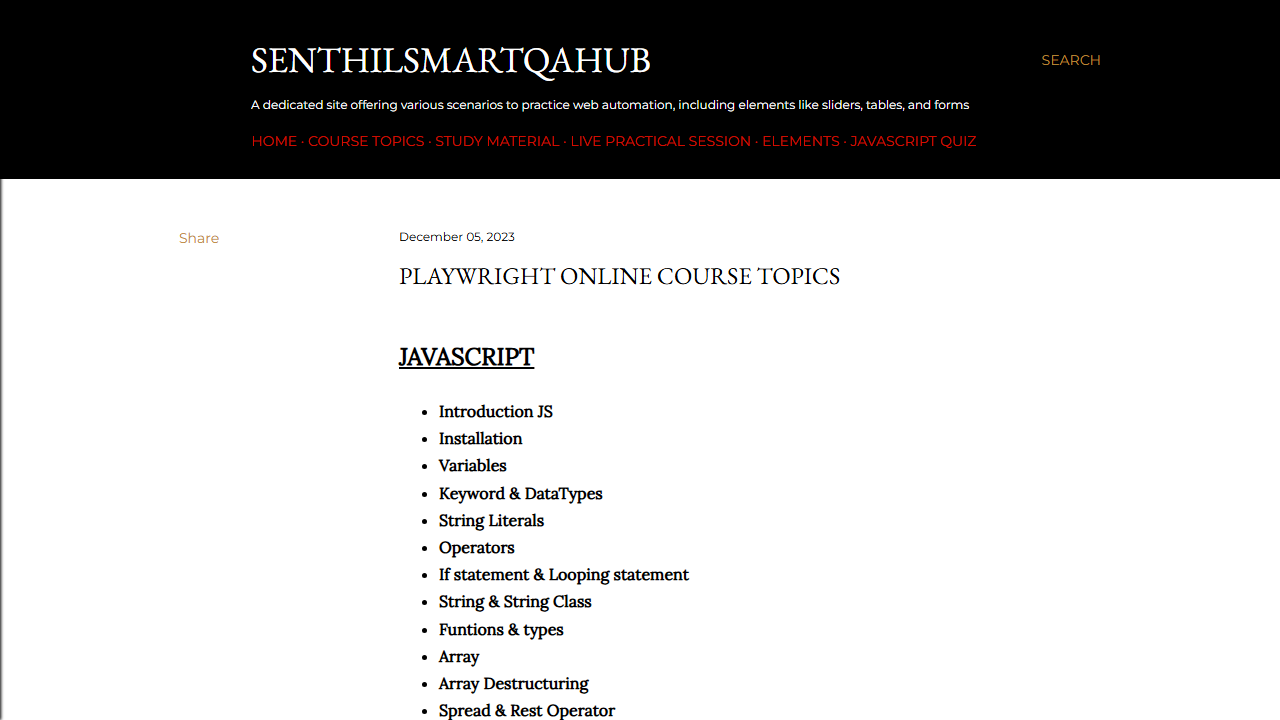 SENTHILSMARTQAHUB
SEARCH
A dedicated site offering various scenarios to practice web automation, including elements like sliders, tables, and forms
HOME · COURSE TOPICS · STUDY MATERIAL · LIVE PRACTICAL SESSION · ELEMENTS · JAVASCRIPT QUIZ
Share
December 05, 2023
PLAYWRIGHT ONLINE COURSE TOPICS
JAVASCRIPT
• Introduction JS
• Installation
• Variables
• Keyword & DataTypes
• String Literals
• Operators
• If statement & Looping statement
• String & String Class
• Funtions & types
• Array
• Array Destructuring
• Spread & Rest Operator